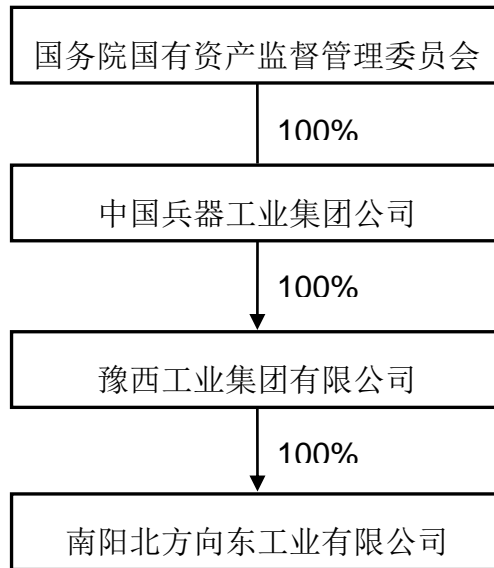 国务院国有资产监督管理委员会
100%
中国兵器工业集团公司
100%
豫西工业集团有限公司
100%
南阳北方向东工业有限公司